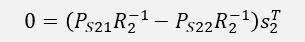 0 = (P_{S21}R_2^{-1} − P_{S22}R_2^{-1})s_2^T